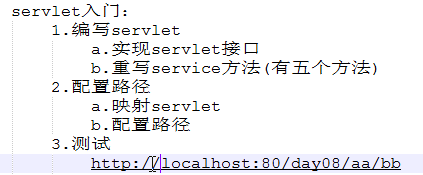 servlet入门:
1.编写servlet
a.实现servlet接口
b.重写service方法(有五个方法)
2.配置路径
a.映射servlet
b.配置路径
3.测试
http://localhost:80/day08/aa/bb